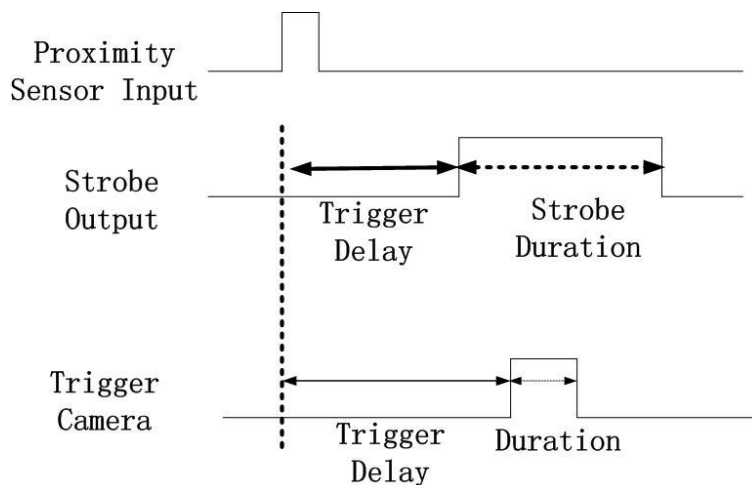 Proximity
Sensor Input
Strobe
Output
Trigger
Delay
Strobe
Duration
Trigger
Camera
Trigger
Delay
Duration